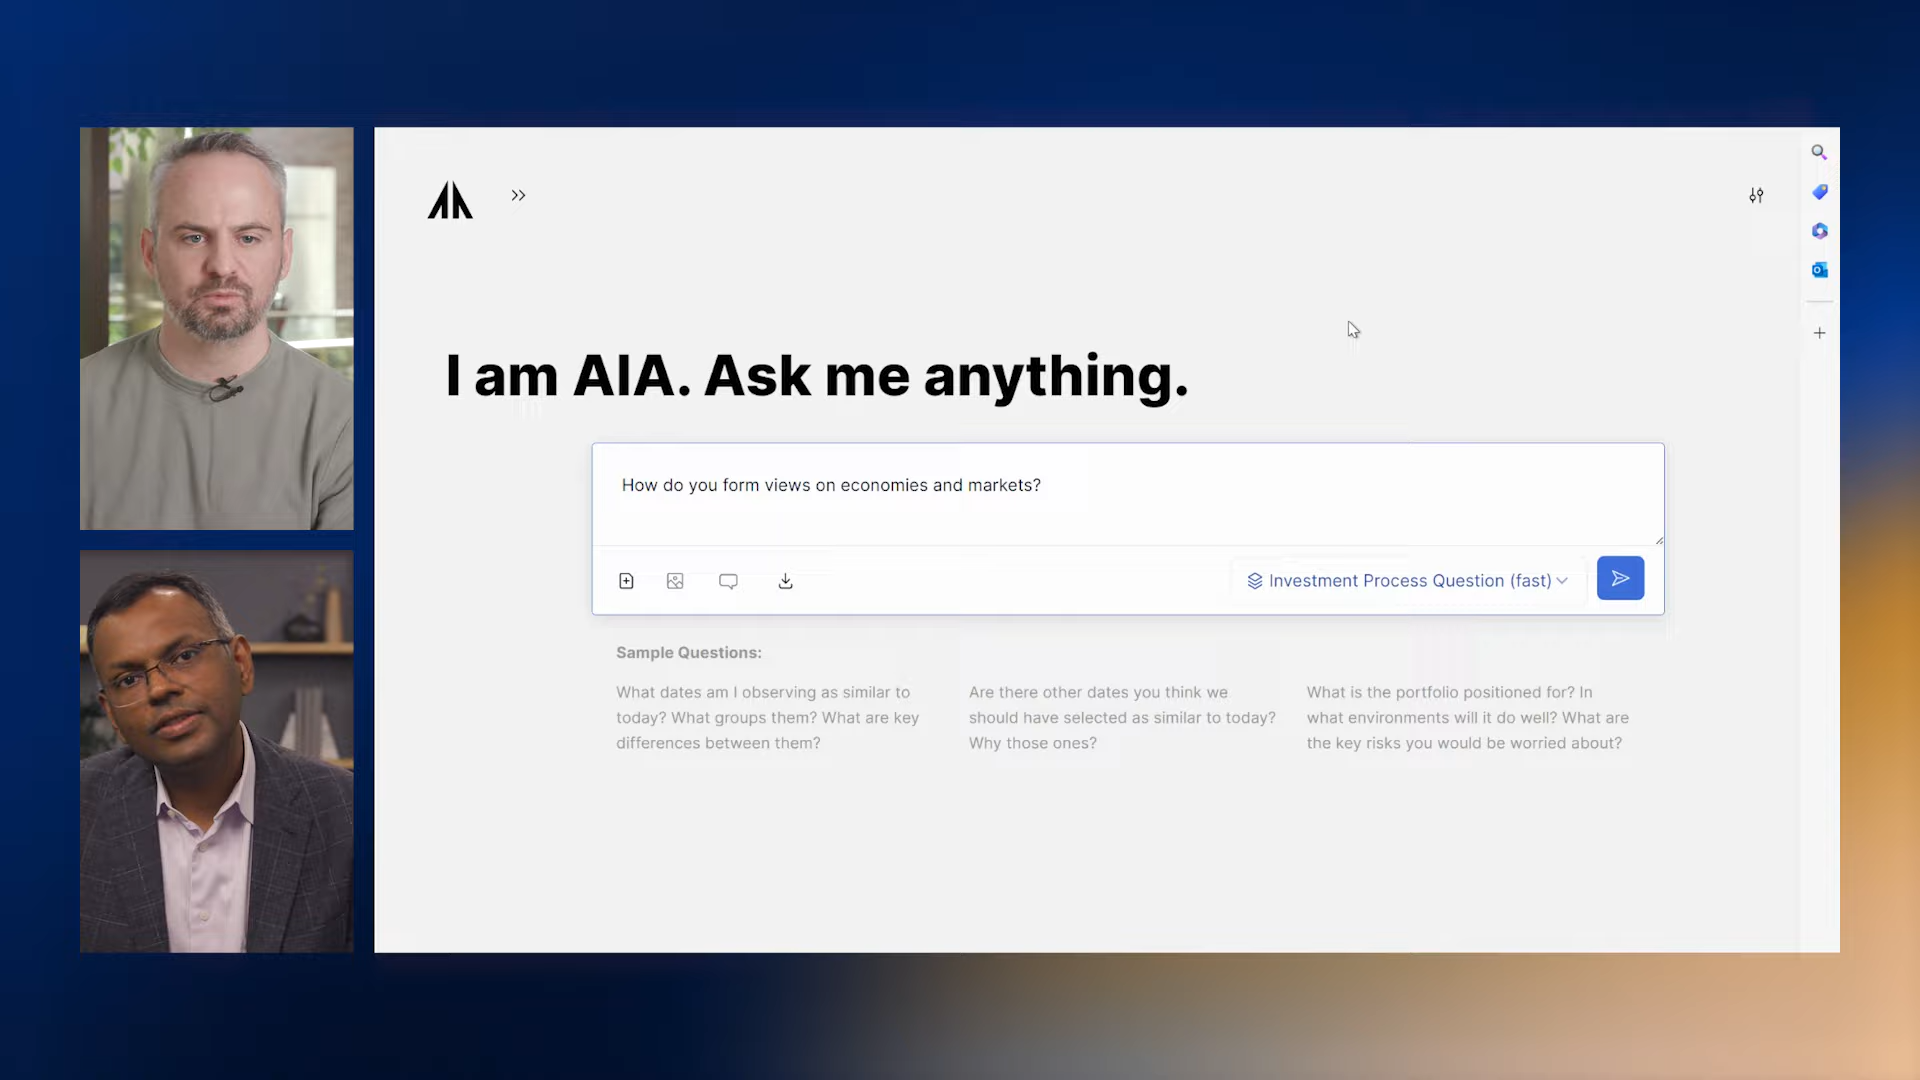 I am AIA. Ask me anything.
How do you form views on economies and markets?
Investment Process Question (fast)
Sample Questions:
What dates am I observing as similar to
today? What groups them? What are key
differences between them?
Are there other dates you think we
should have selected as similar to today?
Why those ones?
What is the portfolio positioned for? In
what environments will it do well? What are
the key risks you would be worried about?